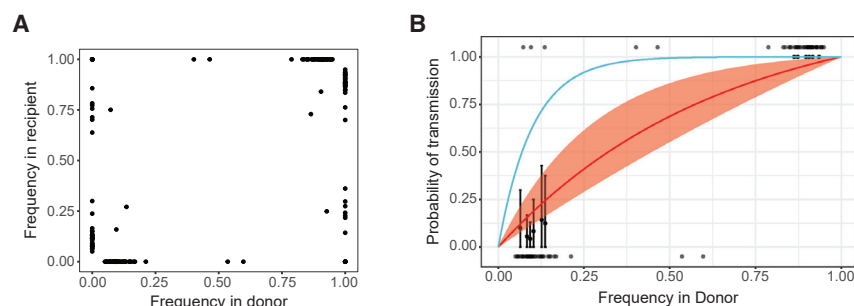 A
Frequency in recipient
1.00
0.75
0.50
0.25
0.00
0.00 0.25 0.50 0.75 1.00
Frequency in donor
B
Probability of transmission
1.00
0.75
0.50
0.25
0.00
0.00 0.25 0.50 0.75 1.00
Frequency in Donor